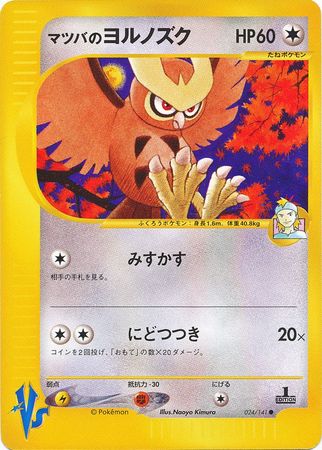 マツバのヨルノズク HP60
たねポケモン
ふくろうポケモン：身長1.6m、体重40.8kg
みすかす
相手の手札を見る。
にどつつき 20×
コインを2回投げ、「おもて」の数×20ダメージ。
弱点 抵抗力 -30 にげる
© Pokémon Illus. Naoyo Kimura 024/141 ●
1 EDITION
VS